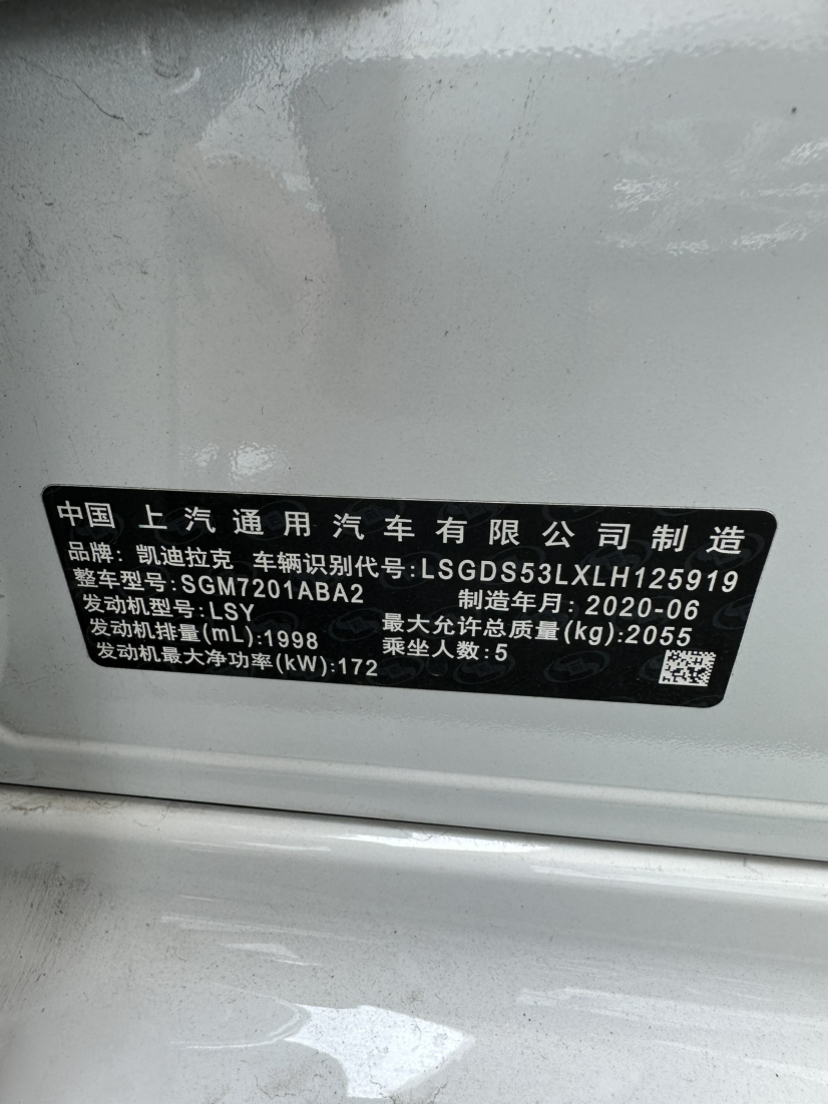 中国 上汽通用汽车有限公司制造
品牌: 凯迪拉克 车辆识别代号:LSGDS53LXLH125919
整车型号:SGM7201ABA2 制造年月: 2020-06
发动机型号:LSY 最大允许总质量(kg):2055
发动机排量(mL):1998 乘坐人数:5
发动机最大净功率(kW):172